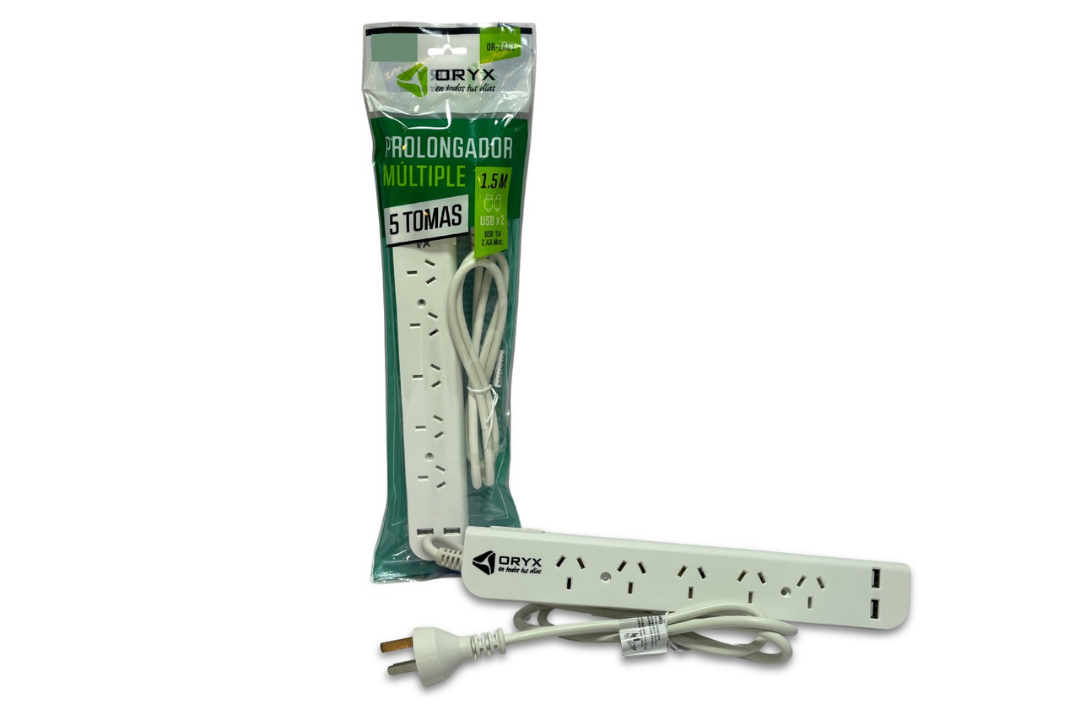 ORYX
en todos tus días
PROLONGADOR
MÚLTIPLE
1.5 M
5 TOMAS
USB x 2
USB 5V
2.4A Máx.
ORYX
en todos tus días